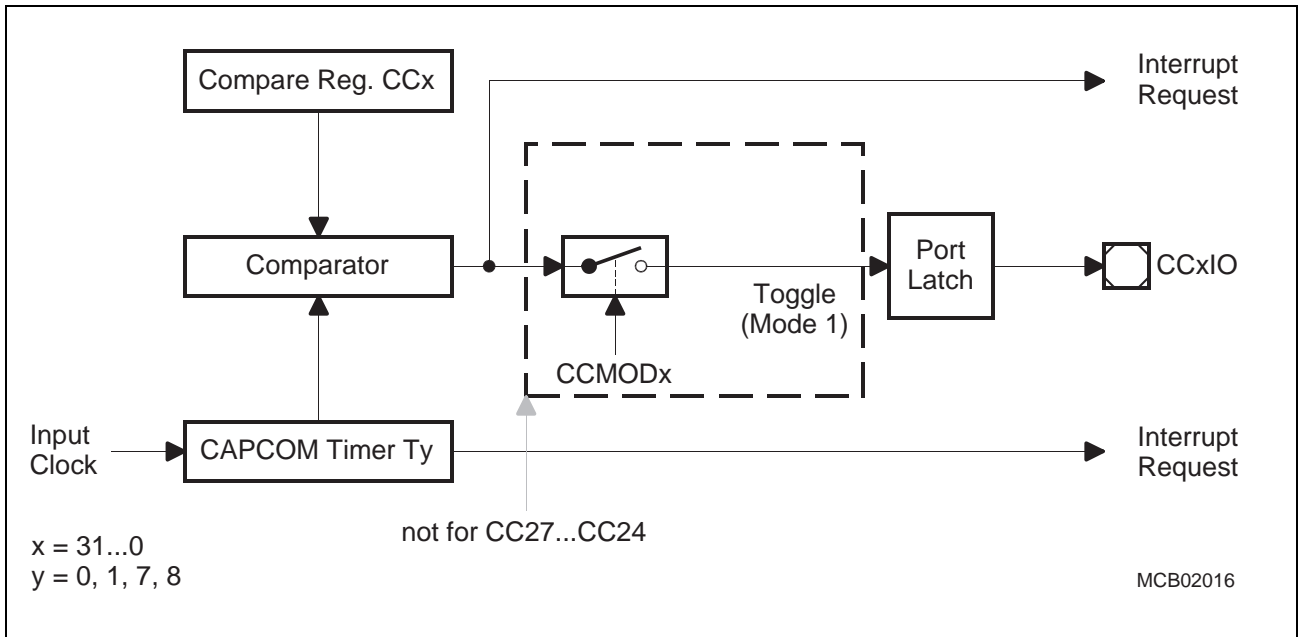 Compare Reg. CCx
Interrupt
Request
Comparator
Port
Latch
CCxIO
Toggle
(Mode 1)
CCMODx
Input
Clock
CAPCOM Timer Ty
Interrupt
Request
not for CC27...CC24
x = 31...0
y = 0, 1, 7, 8
MCB02016